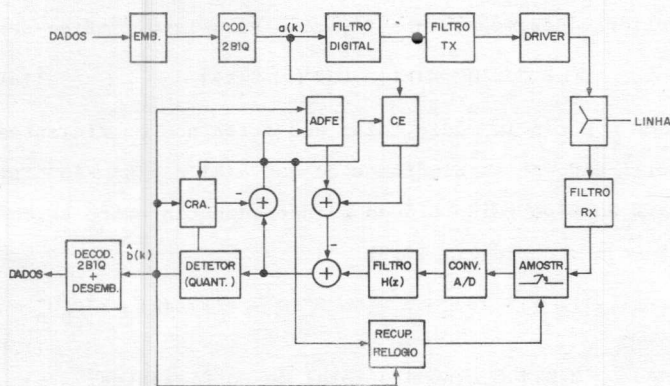 DADOS
EMB.
COD.
2B1Q
a(k)
FILTRO
DIGITAL
FILTRO
TX
DRIVER
LINHA
ADFE
CE
FILTRO
RX
CRA.
-
+
+
-
DADOS
DECOD.
2B1Q
+
DESEMB.
b̂(k)
DETETOR
(QUANT.)
+
FILTRO
H(z)
CONV.
A/D
AMOSTR.
RECUP.
RELOGIO